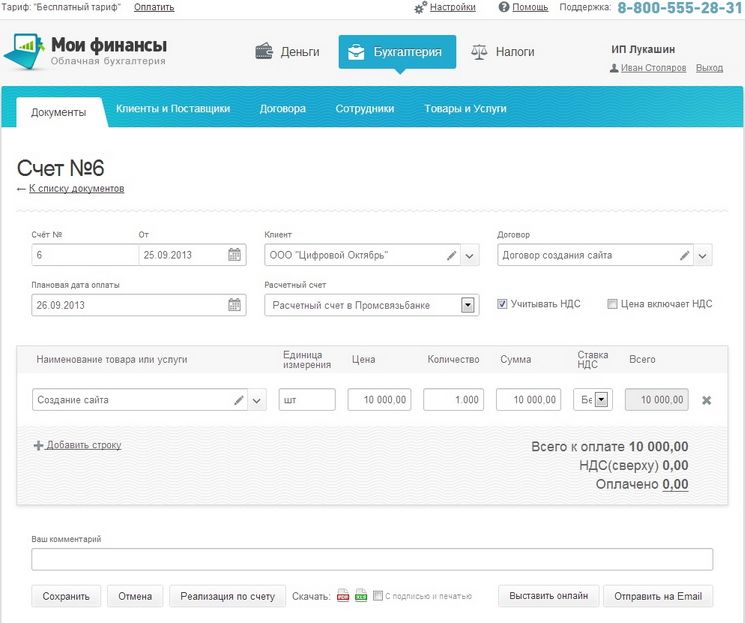 Тариф: "Бесплатный тариф" Оплатить Настройки Помощь Поддержка: 8-800-555-28-31
Мои финансы
Облачная бухгалтерия
Деньги Бухгалтерия Налоги
ИП Лукашин
Иван Столяров Выход
Документы Клиенты и Поставщики Договора Сотрудники Товары и Услуги
Счет №6
← К списку документов
Счёт № От Клиент Договор
6 25.09.2013 ООО "Цифровой Октябрь" Договор создания сайта
Плановая дата оплаты Расчетный счет
26.09.2013 Расчетный счет в Промсвязьбанке Учитывать НДС Цена включает НДС
Наименование товара или услуги Единица измерения Цена Количество Сумма Ставка НДС Всего
Создание сайта шт 10 000,00 1.000 10 000,00 Бе 10 000,00
Добавить строку
Всего к оплате 10 000,00
НДС(сверху) 0,00
Оплачено 0,00
Ваш комментарий
Сохранить Отмена Реализация по счету Скачать: PDF XLS С подписью и печатью Выставить онлайн Отправить на Email